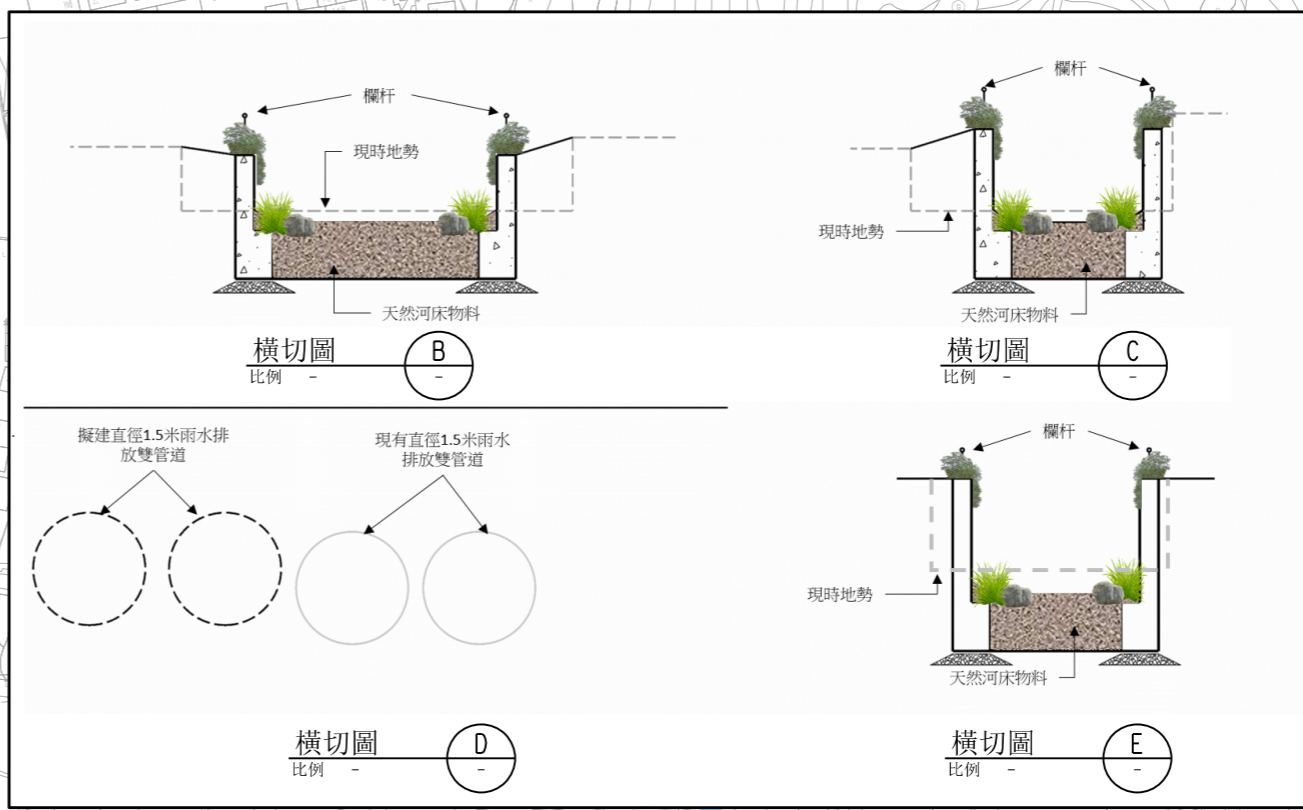 欄杆
現時地勢
天然河床物料
橫切圖 B
比例 - -
欄杆
現時地勢
天然河床物料
橫切圖 C
比例 - -
擬建直徑1.5米雨水排
放雙管道
現有直徑1.5米雨水
排放雙管道
橫切圖 D
比例 - -
欄杆
現時地勢
天然河床物料
橫切圖 E
比例 - -